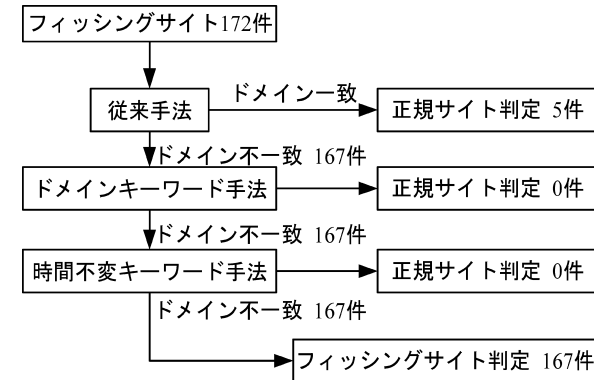 フィッシングサイト172件
ドメイン一致
従来手法
正規サイト判定 5件
ドメイン不一致 167件
ドメインキーワード手法
正規サイト判定 0件
ドメイン不一致 167件
時間不変キーワード手法
正規サイト判定 0件
ドメイン不一致 167件
フィッシングサイト判定 167件